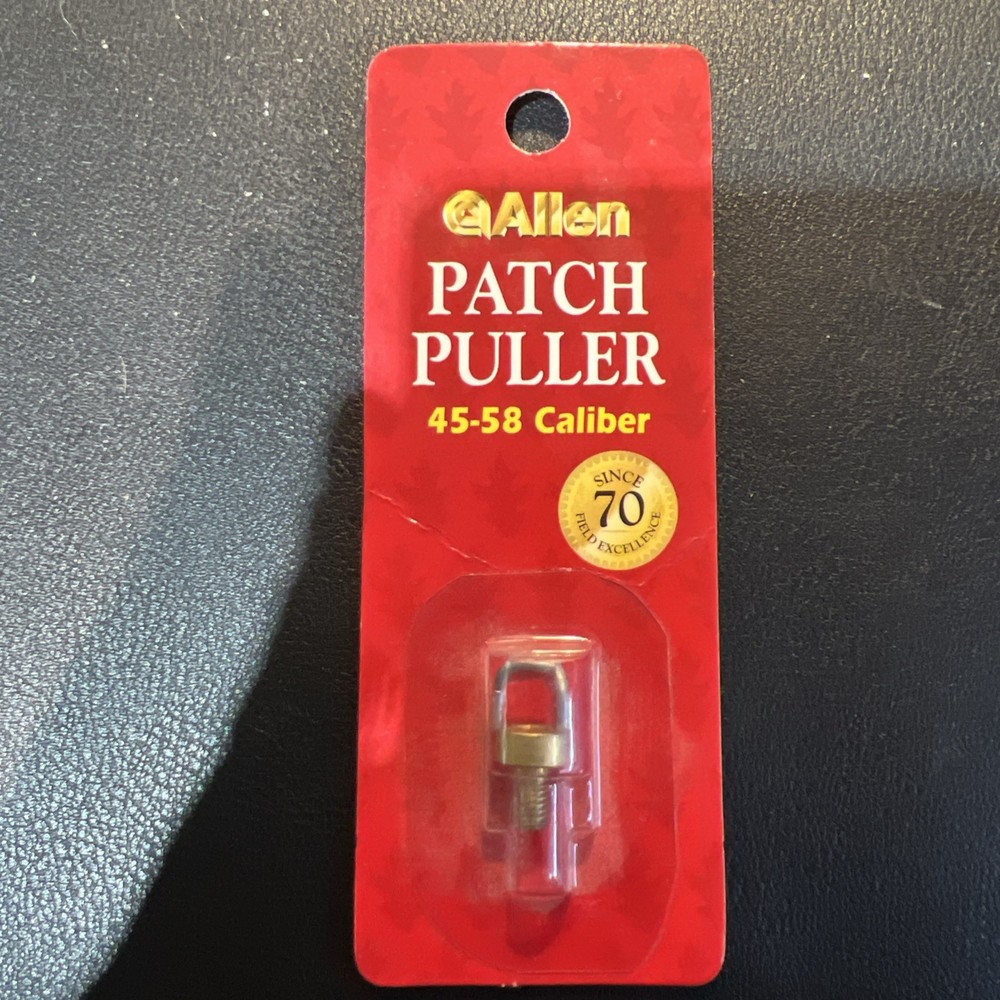 Allen
PATCH
PULLER
45-58 Caliber
SINCE
70
FIELD EXCELLENCE